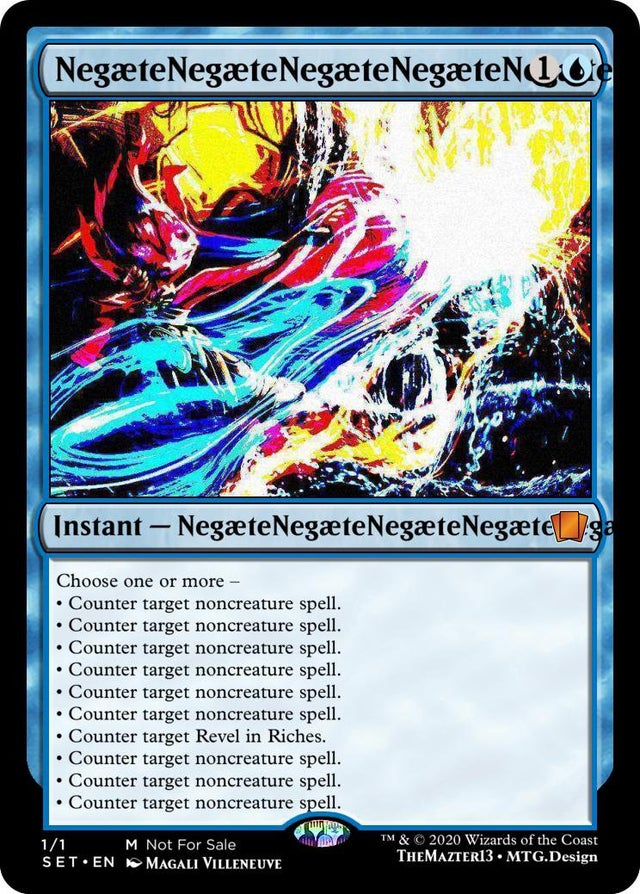 NegæteNegæteNegæteNegæteNegæte 1
Instant — NegæteNegæteNegæteNegæteNegæ
Choose one or more –
• Counter target noncreature spell.
• Counter target noncreature spell.
• Counter target noncreature spell.
• Counter target noncreature spell.
• Counter target noncreature spell.
• Counter target noncreature spell.
• Counter target Revel in Riches.
• Counter target noncreature spell.
• Counter target noncreature spell.
• Counter target noncreature spell.
1/1 M Not For Sale ™ & © 2020 Wizards of the Coast
SET • EN Magali Villeneuve TheMazter13 • MTG.Design